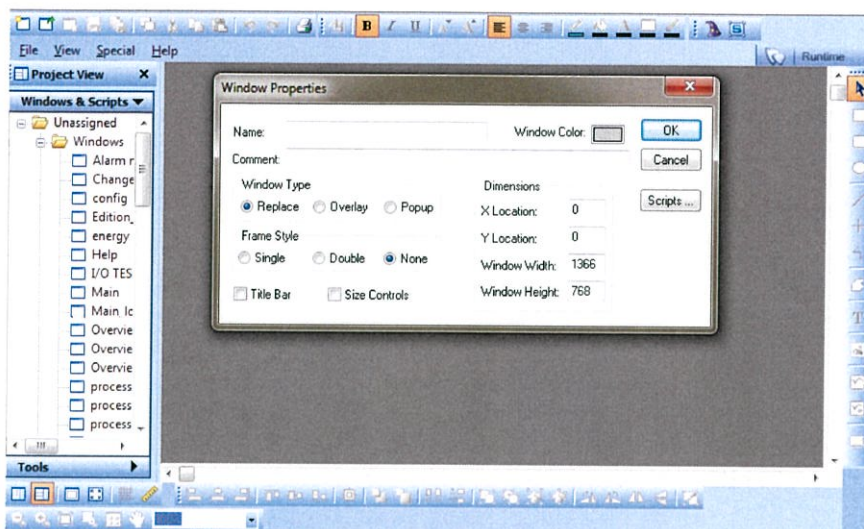 B I U
File View Special Help
Runtime
Project View
Windows & Scripts
Unassigned
Windows
Alarm r
Change
config
Edition_
energy
Help
I/O TES
Main
Main_Ic
Overvie
Overvie
Overvie
process
process
process
Tools
Window Properties
Name:
Window Color:
OK
Comment:
Cancel
Window Type
Dimensions
Replace Overlay Popup
X Location: 0
Scripts ...
Frame Style
Y Location: 0
Single Double None
Window Width: 1366
Title Bar Size Controls
Window Height: 768